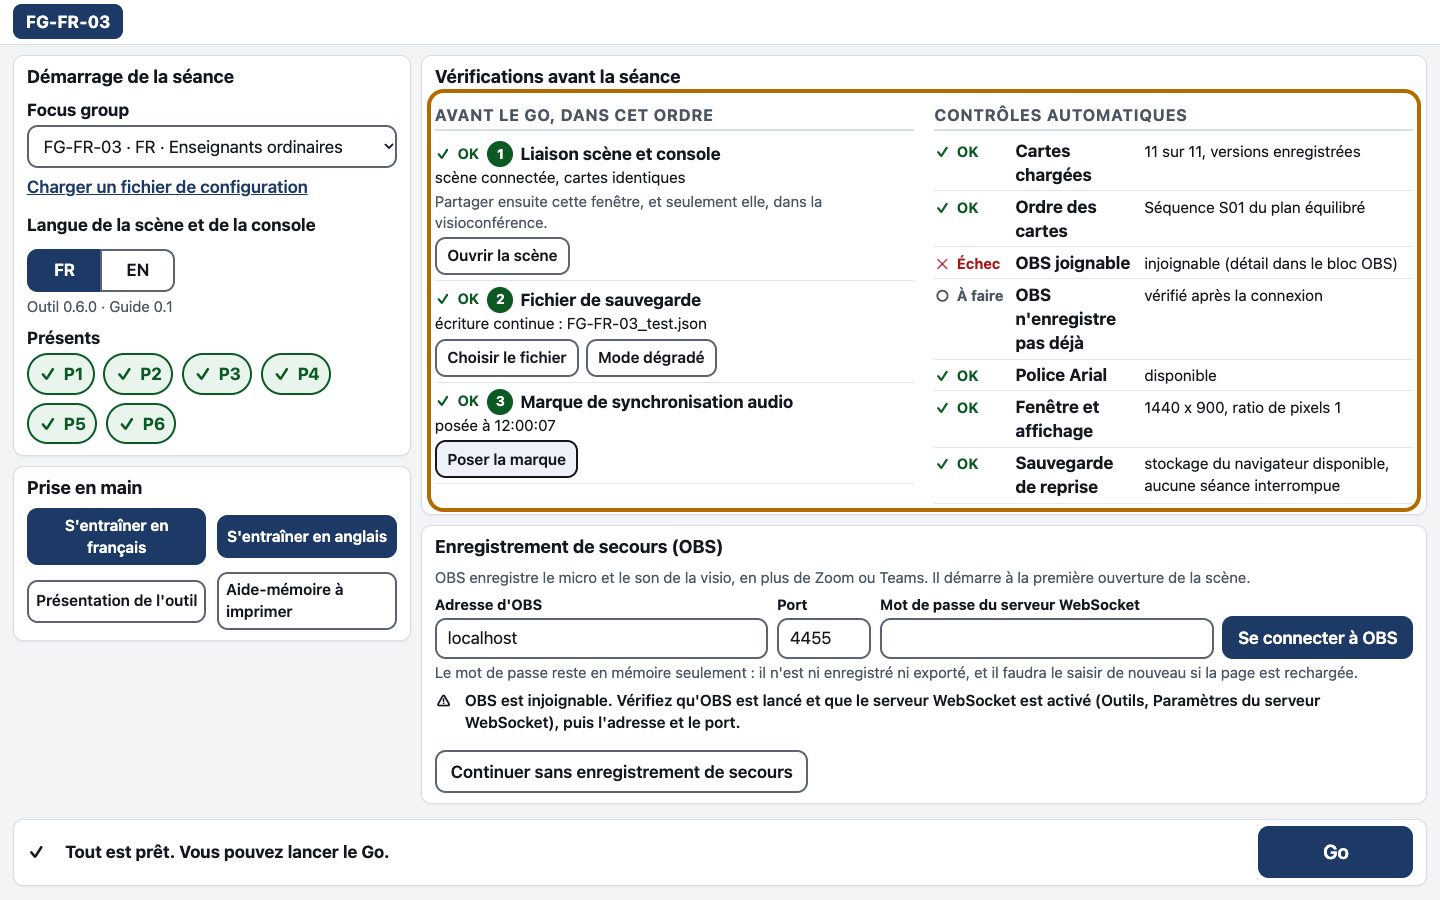 FG-FR-03
Démarrage de la séance
Focus group
FG-FR-03 · FR · Enseignants ordinaires
Charger un fichier de configuration
Langue de la scène et de la console
FR
EN
Outil 0.6.0 · Guide 0.1
Présents
P1
P2
P3
P4
P5
P6
Prise en main
S'entraîner en
français
S'entraîner en anglais
Présentation de l'outil
Aide-mémoire à
imprimer
Vérifications avant la séance
AVANT LE GO, DANS CET ORDRE
OK 1 Liaison scène et console
scène connectée, cartes identiques
Partager ensuite cette fenêtre, et seulement elle, dans la
visioconférence.
Ouvrir la scène
OK 2 Fichier de sauvegarde
écriture continue : FG-FR-03_test.json
Choisir le fichier
Mode dégradé
OK 3 Marque de synchronisation audio
posée à 12:00:07
Poser la marque
CONTRÔLES AUTOMATIQUES
OK Cartes 11 sur 11, versions enregistrées
chargées
OK Ordre des Séquence S01 du plan équilibré
cartes
Échec OBS joignable injoignable (détail dans le bloc OBS)
À faire OBS vérifié après la connexion
n'enregistre
pas déjà
OK Police Arial disponible
OK Fenêtre et 1440 x 900, ratio de pixels 1
affichage
OK Sauvegarde stockage du navigateur disponible,
de reprise aucune séance interrompue
Enregistrement de secours (OBS)
OBS enregistre le micro et le son de la visio, en plus de Zoom ou Teams. Il démarre à la première ouverture de la scène.
Adresse d'OBS Port Mot de passe du serveur WebSocket
localhost 4455 Se connecter à OBS
Le mot de passe reste en mémoire seulement : il n'est ni enregistré ni exporté, et il faudra le saisir de nouveau si la page est rechargée.
OBS est injoignable. Vérifiez qu'OBS est lancé et que le serveur WebSocket est activé (Outils, Paramètres du serveur
WebSocket), puis l'adresse et le port.
Continuer sans enregistrement de secours
Tout est prêt. Vous pouvez lancer le Go.
Go